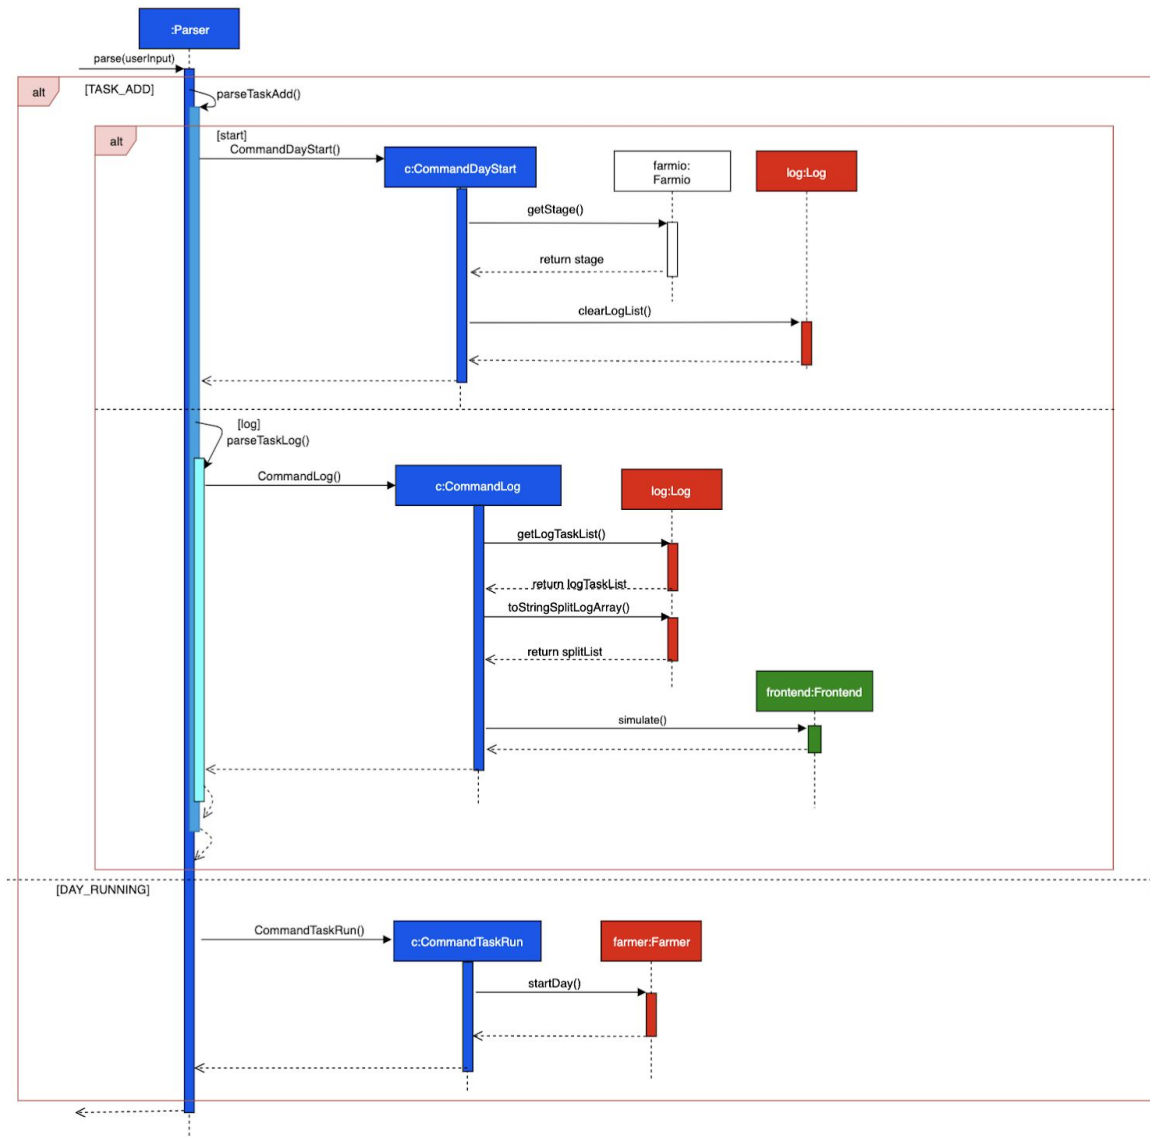 :Parser
parse(userInput)
alt
[TASK_ADD]
parseTaskAdd()
alt
[start]
CommandDayStart()
c:CommandDayStart
farmio:
Farmio
log:Log
getStage()
return stage
clearLogList()
[log]
parseTaskLog()
CommandLog()
c:CommandLog
log:Log
getLogTaskList()
return logTaskList
toStringSplitLogArray()
return splitList
frontend:Frontend
simulate()
[DAY_RUNNING]
CommandTaskRun()
c:CommandTaskRun
farmer:Farmer
startDay()